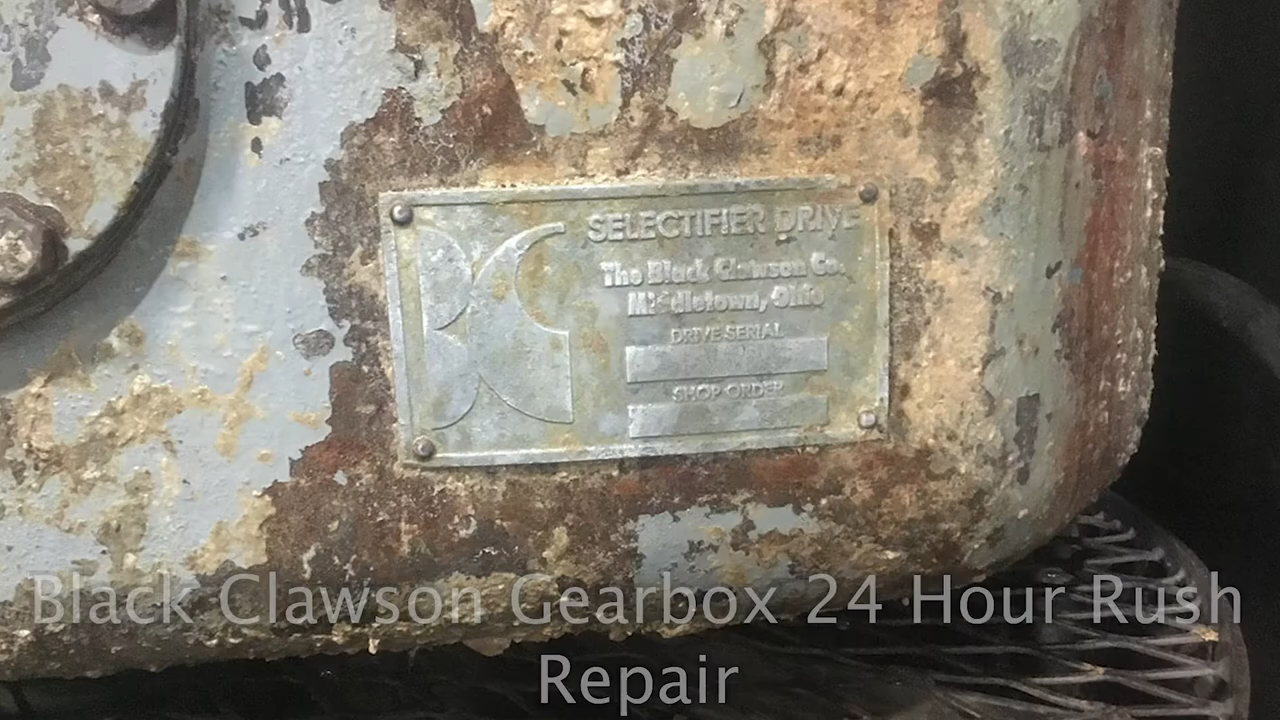 SELECTIFIER DRIVE
The Black Clawson Co.
Middletown, Ohio
DRIVE SERIAL
SHOP ORDER
Black Clawson Gearbox 24 Hour Rush
Repair